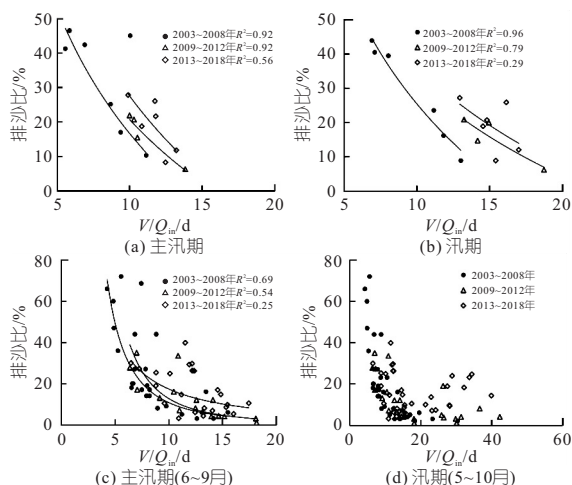 50
40
30
20
10
0
排沙比/%
2003~2008年R²=0.92
2009~2012年R²=0.92
2013~2018年R²=0.56
5 10 15 20
V/Qin/d
(a) 主汛期
50
40
30
20
10
0
排沙比/%
2003~2008年R²=0.96
2009~2012年R²=0.79
2013~2018年R²=0.29
5 10 15 20
V/Qin/d
(b) 汛期
80
60
40
20
0
排沙比/%
2003~2008年R²=0.69
2009~2012年R²=0.54
2013~2018年R²=0.25
0 5 10 15 20
V/Qin/d
(c) 主汛期(6~9月)
80
60
40
20
0
排沙比/%
2003~2008年
2009~2012年
2013~2018年
0 20 40 60
V/Qin/d
(d) 汛期(5~10月)